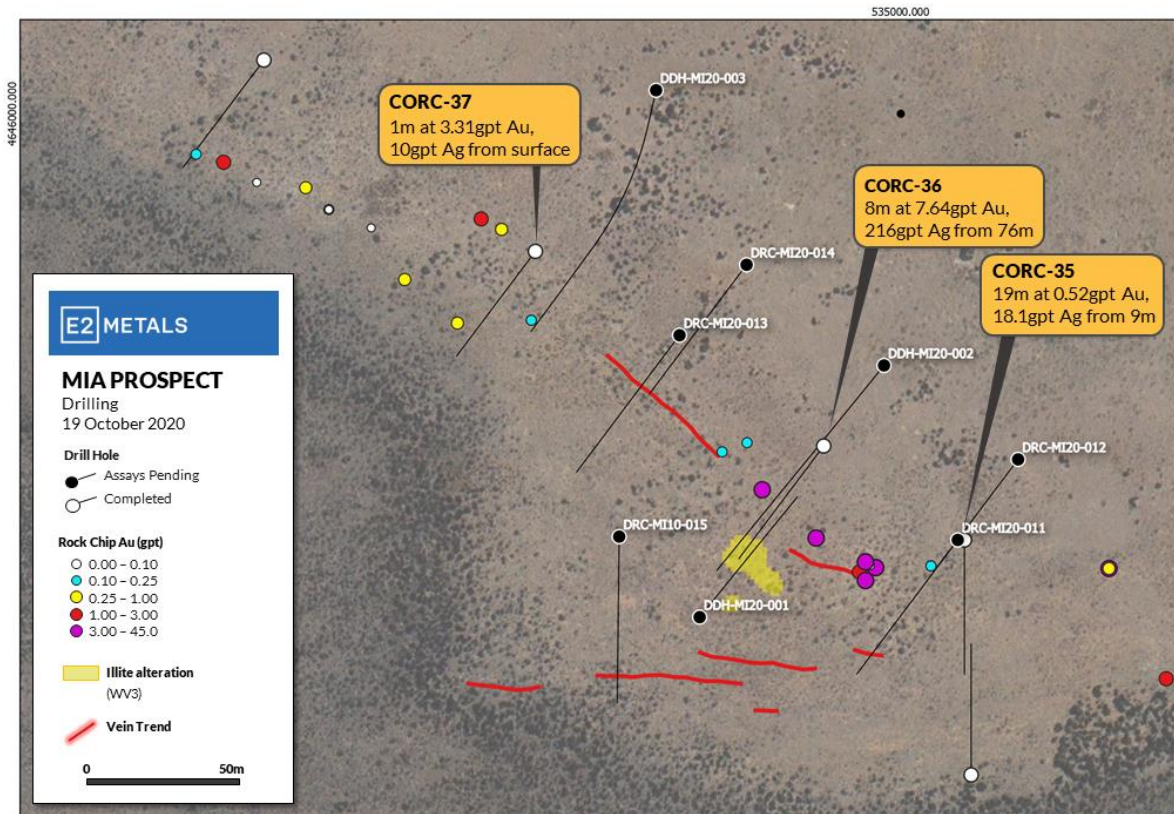 535000.000
4646000.000
DDH-MI20-003
CORC-37
1m at 3.31gpt Au,
10gpt Ag from surface
CORC-36
8m at 7.64gpt Au,
216gpt Ag from 76m
DRC-MI20-014
CORC-35
19m at 0.52gpt Au,
18.1gpt Ag from 9m
DRC-MI20-013
DDH-MI20-002
DRC-MI20-012
DRC-MI10-015
DRC-MI20-011
DDH-MI20-001
E2 METALS
MIA PROSPECT
Drilling
19 October 2020
Drill Hole
Assays Pending
Completed
Rock Chip Au (gpt)
0.00 – 0.10
0.10 – 0.25
0.25 – 1.00
1.00 – 3.00
3.00 – 45.0
Illite alteration
(WV3)
Vein Trend
0 50m